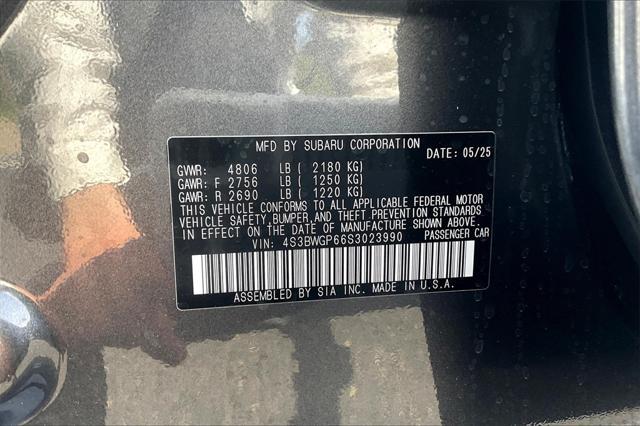 MFD BY SUBARU CORPORATION
DATE: 05/25
GVWR: 4806 LB ( 2180 KG)
GAWR: F 2756 LB ( 1250 KG)
GAWR: R 2690 LB ( 1220 KG)
THIS VEHICLE CONFORMS TO ALL APPLICABLE FEDERAL MOTOR
VEHICLE SAFETY,BUMPER,AND THEFT PREVENTION STANDARDS
IN EFFECT ON THE DATE OF MANUFACTURE SHOWN ABOVE.
VIN: 4S3BWGP66S3023990 PASSENGER CAR
ASSEMBLED BY SIA INC. MADE IN U.S.A.